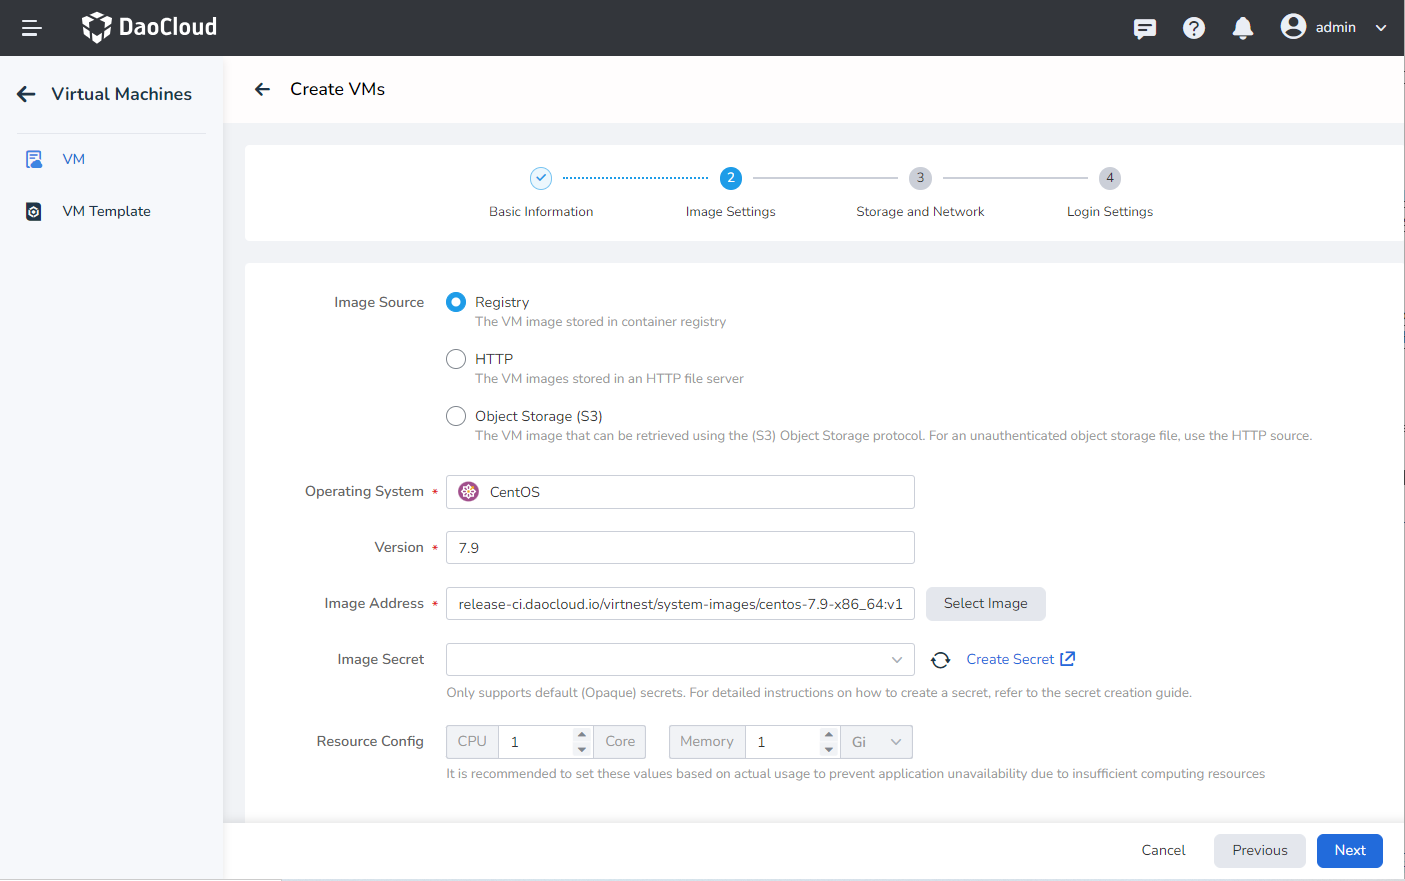 DaoCloud
admin
Virtual Machines
VM
VM Template
Create VMs
2
3
4
Basic Information
Image Settings
Storage and Network
Login Settings
Image Source
Registry
The VM image stored in container registry
HTTP
The VM images stored in an HTTP file server
Object Storage (S3)
The VM image that can be retrieved using the (S3) Object Storage protocol. For an unauthenticated object storage file, use the HTTP source.
Operating System *
CentOS
Version *
7.9
Image Address *
release-ci.daocloud.io/virtnest/system-images/centos-7.9-x86_64:v1
Select Image
Image Secret
Create Secret
Only supports default (Opaque) secrets. For detailed instructions on how to create a secret, refer to the secret creation guide.
Resource Config
CPU 1 Core
Memory 1 Gi
It is recommended to set these values based on actual usage to prevent application unavailability due to insufficient computing resources
Cancel
Previous
Next